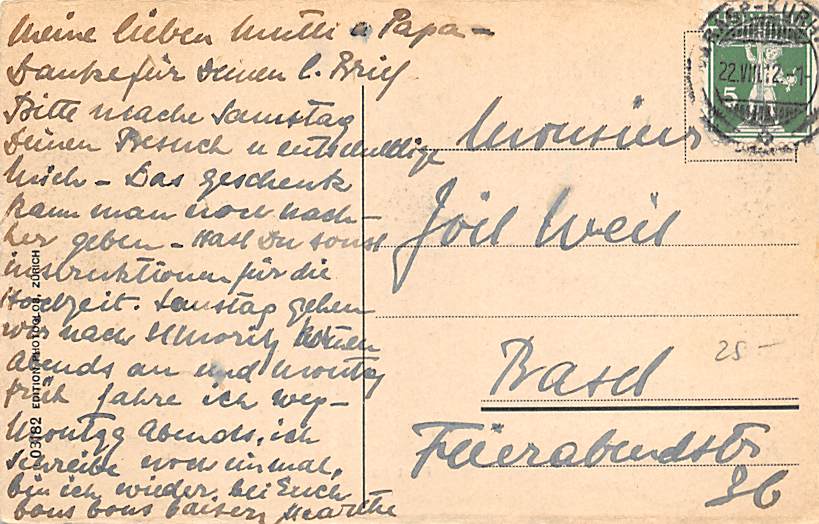 Meine lieben Mutti u Papa –
Danke für Deinen l. Brief
Bitte mache Samstag
Deinen Besuch u entschuldige
mich – Das Geschenk
kann man noch nach-
her geben – Hast Du sonst
instruktionen für die
Hochzeit. Samstag gehen
wir nach St Moritz
Abends an und Montag
früh fahre ich weg –
Montag Abends, ich
schreibe noch einmal,
bin ich wieder bei Euch
bons bons baisers Marthe
03182 EDITION PHOTOGLOB, ZÜRICH
5
22.VIII.12.
Monsieur
Joil Weil
Basel
Feierabendstr
36
25 –